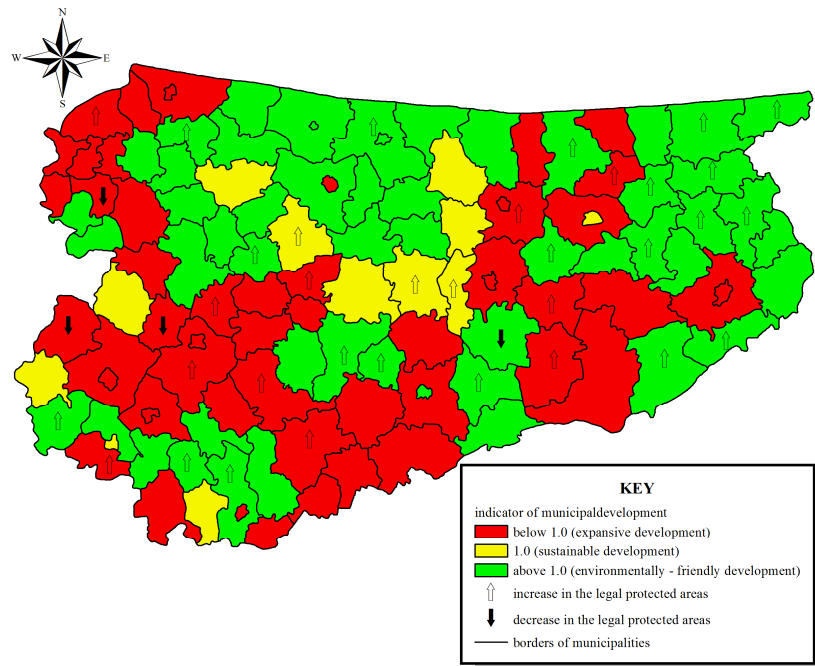 N
W E
S
KEY
indicator of municipaldevelopment
below 1.0 (expansive development)
1.0 (sustainable development)
above 1.0 (environmentally - friendly development)
increase in the legal protected areas
decrease in the legal protected areas
borders of municipalities